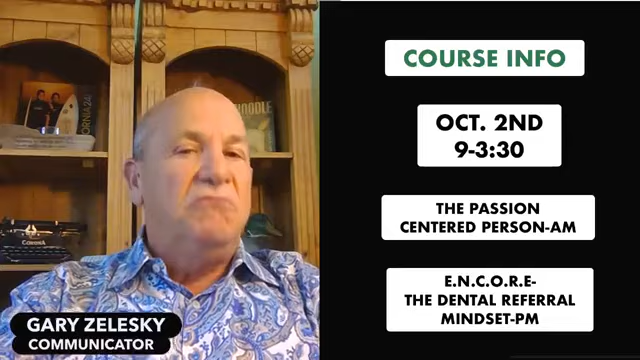 COURSE INFO
OCT. 2ND
9-3:30
THE PASSION
CENTERED PERSON-AM
E.N.C.O.R.E-
THE DENTAL REFERRAL
MINDSET-PM
GARY ZELESKY
COMMUNICATOR
CORONA